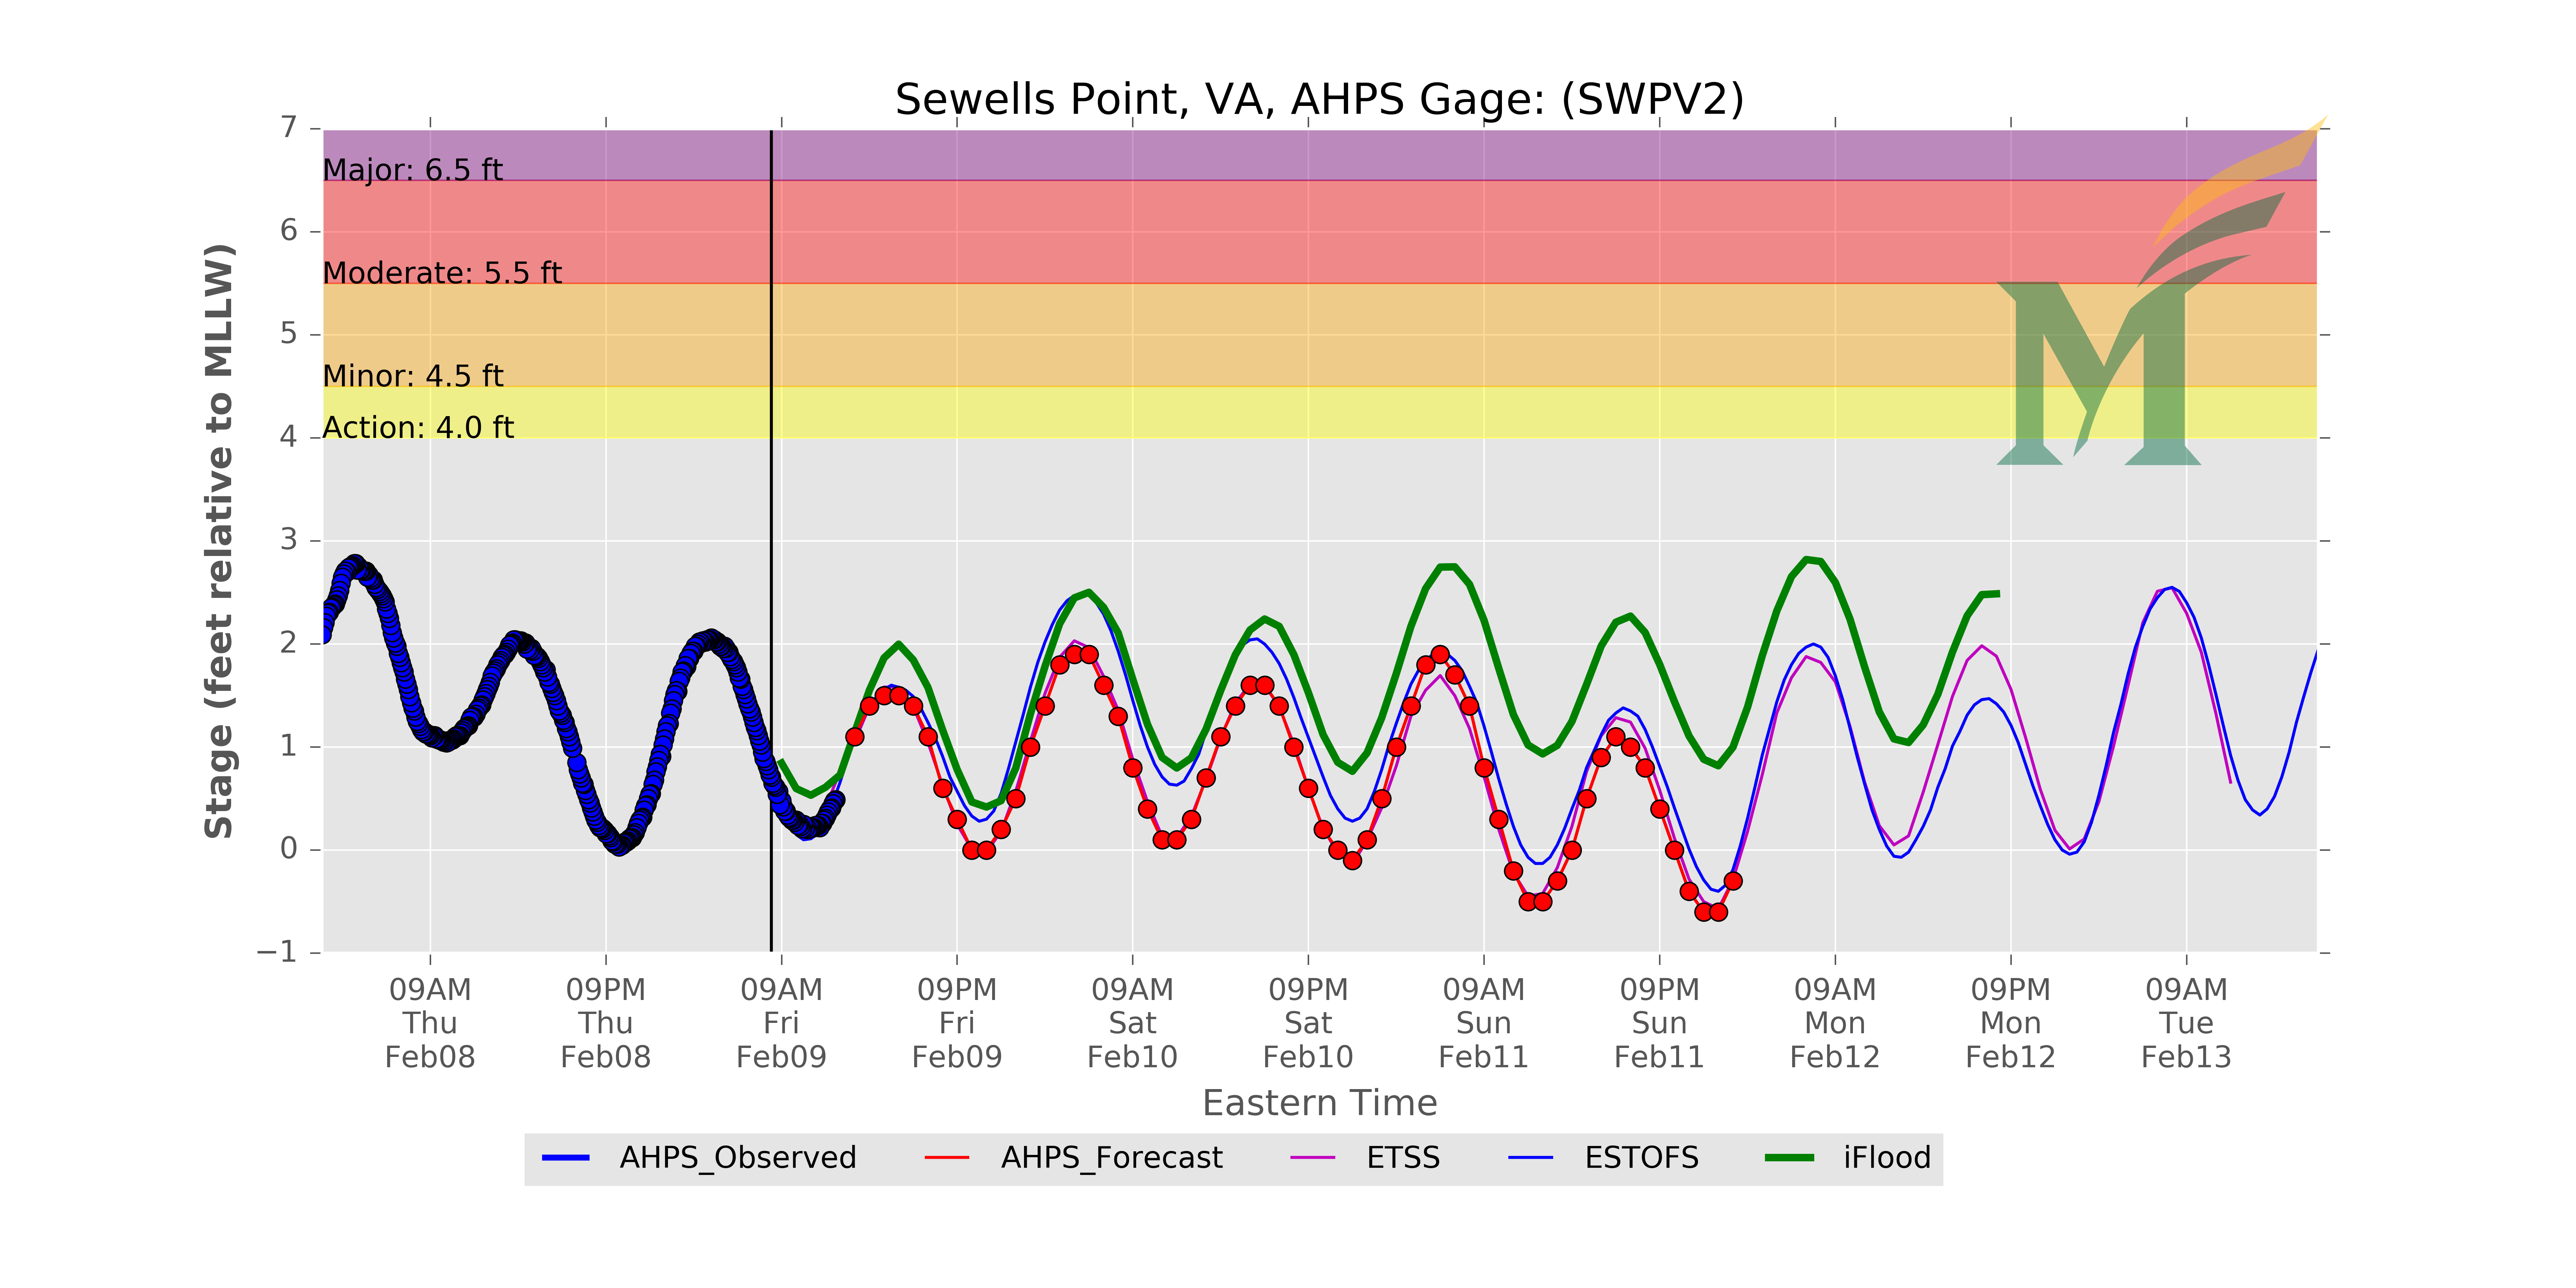 Sewells Point, VA, AHPS Gage: (SWPV2)
7
Major: 6.5 ft
6
Moderate: 5.5 ft
5
Minor: 4.5 ft
Action: 4.0 ft
4
3
2
1
0
−1
Stage (feet relative to MLLW)
09AM 09PM 09AM 09PM 09AM 09PM 09AM 09PM 09AM 09PM 09AM
Thu Thu Fri Fri Sat Sat Sun Sun Mon Mon Tue
Feb08 Feb08 Feb09 Feb09 Feb10 Feb10 Feb11 Feb11 Feb12 Feb12 Feb13
Eastern Time
AHPS_Observed AHPS_Forecast ETSS ESTOFS iFlood
M